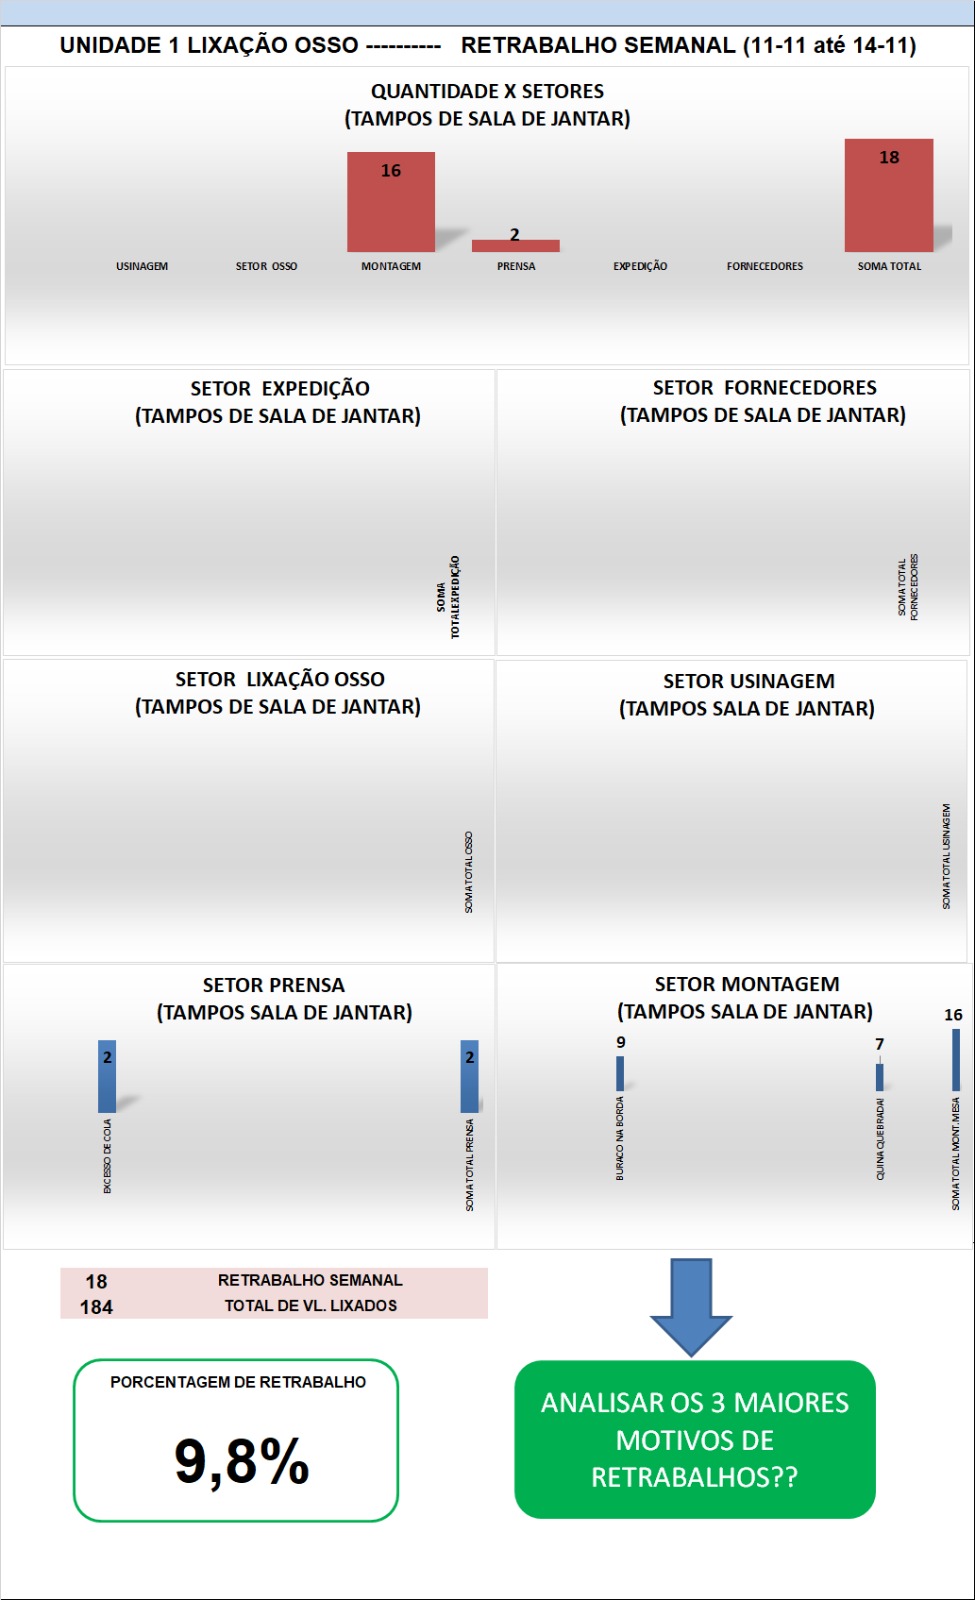 UNIDADE 1 LIXAÇÃO OSSO ---------- RETRABALHO SEMANAL (11-11 até 14-11)
QUANTIDADE X SETORES
(TAMPOS DE SALA DE JANTAR)
16
2
18
USINAGEM
SETOR OSSO
MONTAGEM
PRENSA
EXPEDIÇÃO
FORNECEDORES
SOMA TOTAL
SETOR EXPEDIÇÃO
(TAMPOS DE SALA DE JANTAR)
SOMA
TOTALEXPEDIÇÃO
SETOR FORNECEDORES
(TAMPOS DE SALA DE JANTAR)
SOMA TOTAL
FORNECEDORES
SETOR LIXAÇÃO OSSO
(TAMPOS DE SALA DE JANTAR)
SOMA TOTAL OSSO
SETOR USINAGEM
(TAMPOS SALA DE JANTAR)
SOMA TOTAL USINAGEM
SETOR PRENSA
(TAMPOS SALA DE JANTAR)
2
2
EXCESSO DE COLA
SOMA TOTAL PRENSA
SETOR MONTAGEM
(TAMPOS SALA DE JANTAR)
9
7
16
BURACO NA BORDA
QUINA QUEBRADA!
SOMA TOTAL MONT.MESA
18 RETRABALHO SEMANAL
184 TOTAL DE VL. LIXADOS
PORCENTAGEM DE RETRABALHO
9,8%
ANALISAR OS 3 MAIORES
MOTIVOS DE
RETRABALHOS??